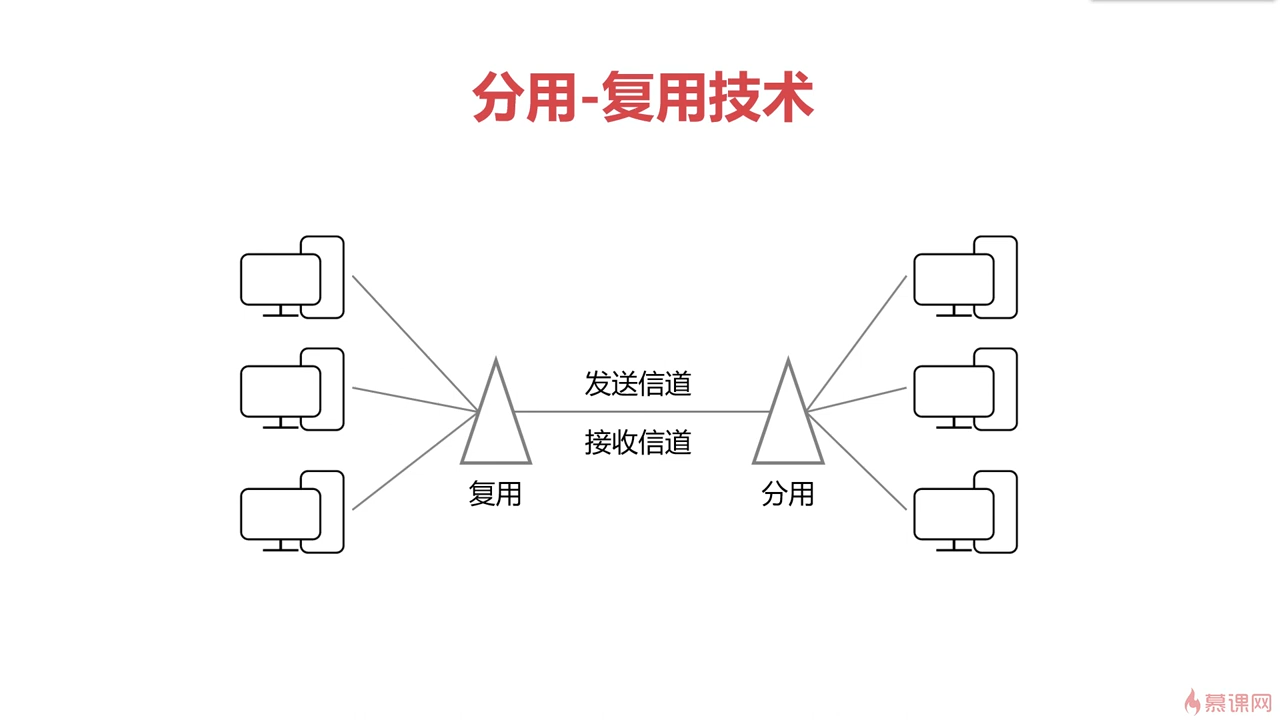 分用-复用技术
发送信道
接收信道
复用
分用
慕课网